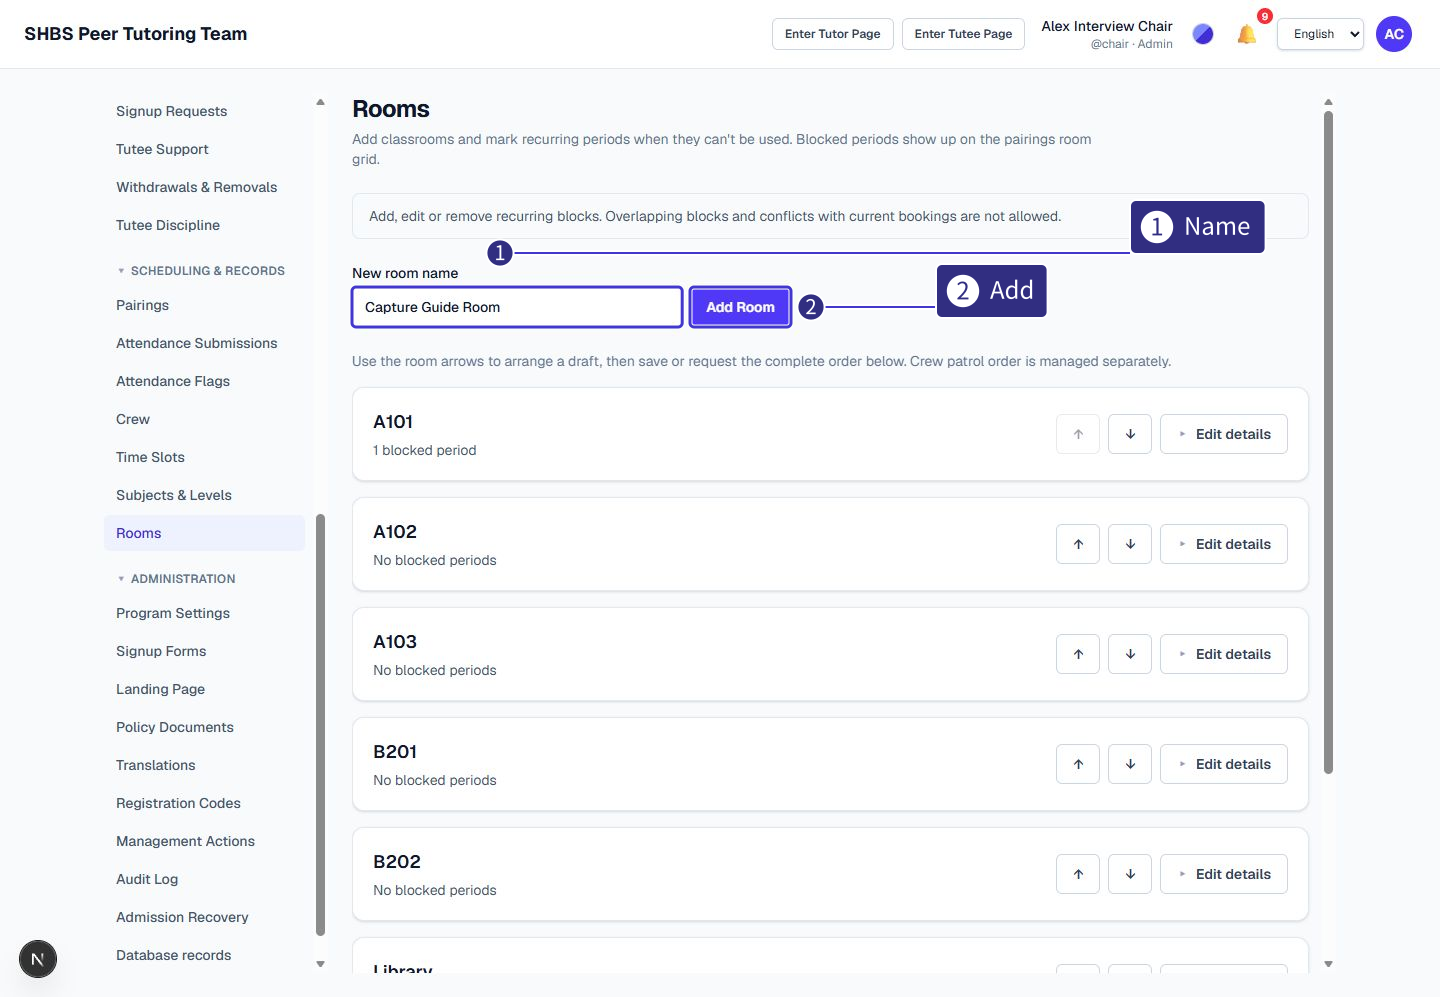 SHBS Peer Tutoring Team
Enter Tutor Page
Enter Tutee Page
Alex Interview Chair
@chair · Admin
9
English
AC
Signup Requests
Tutee Support
Withdrawals & Removals
Tutee Discipline
SCHEDULING & RECORDS
Pairings
Attendance Submissions
Attendance Flags
Crew
Time Slots
Subjects & Levels
Rooms
ADMINISTRATION
Program Settings
Signup Forms
Landing Page
Policy Documents
Translations
Registration Codes
Management Actions
Audit Log
Admission Recovery
Database records
N
Rooms
Add classrooms and mark recurring periods when they can't be used. Blocked periods show up on the pairings room
grid.
Add, edit or remove recurring blocks. Overlapping blocks and conflicts with current bookings are not allowed.
1 Name
1
New room name
Capture Guide Room
Add Room
2
2 Add
Use the room arrows to arrange a draft, then save or request the complete order below. Crew patrol order is managed separately.
A101
1 blocked period
↑ ↓ Edit details
A102
No blocked periods
↑ ↓ Edit details
A103
No blocked periods
↑ ↓ Edit details
B201
No blocked periods
↑ ↓ Edit details
B202
No blocked periods
↑ ↓ Edit details
Library